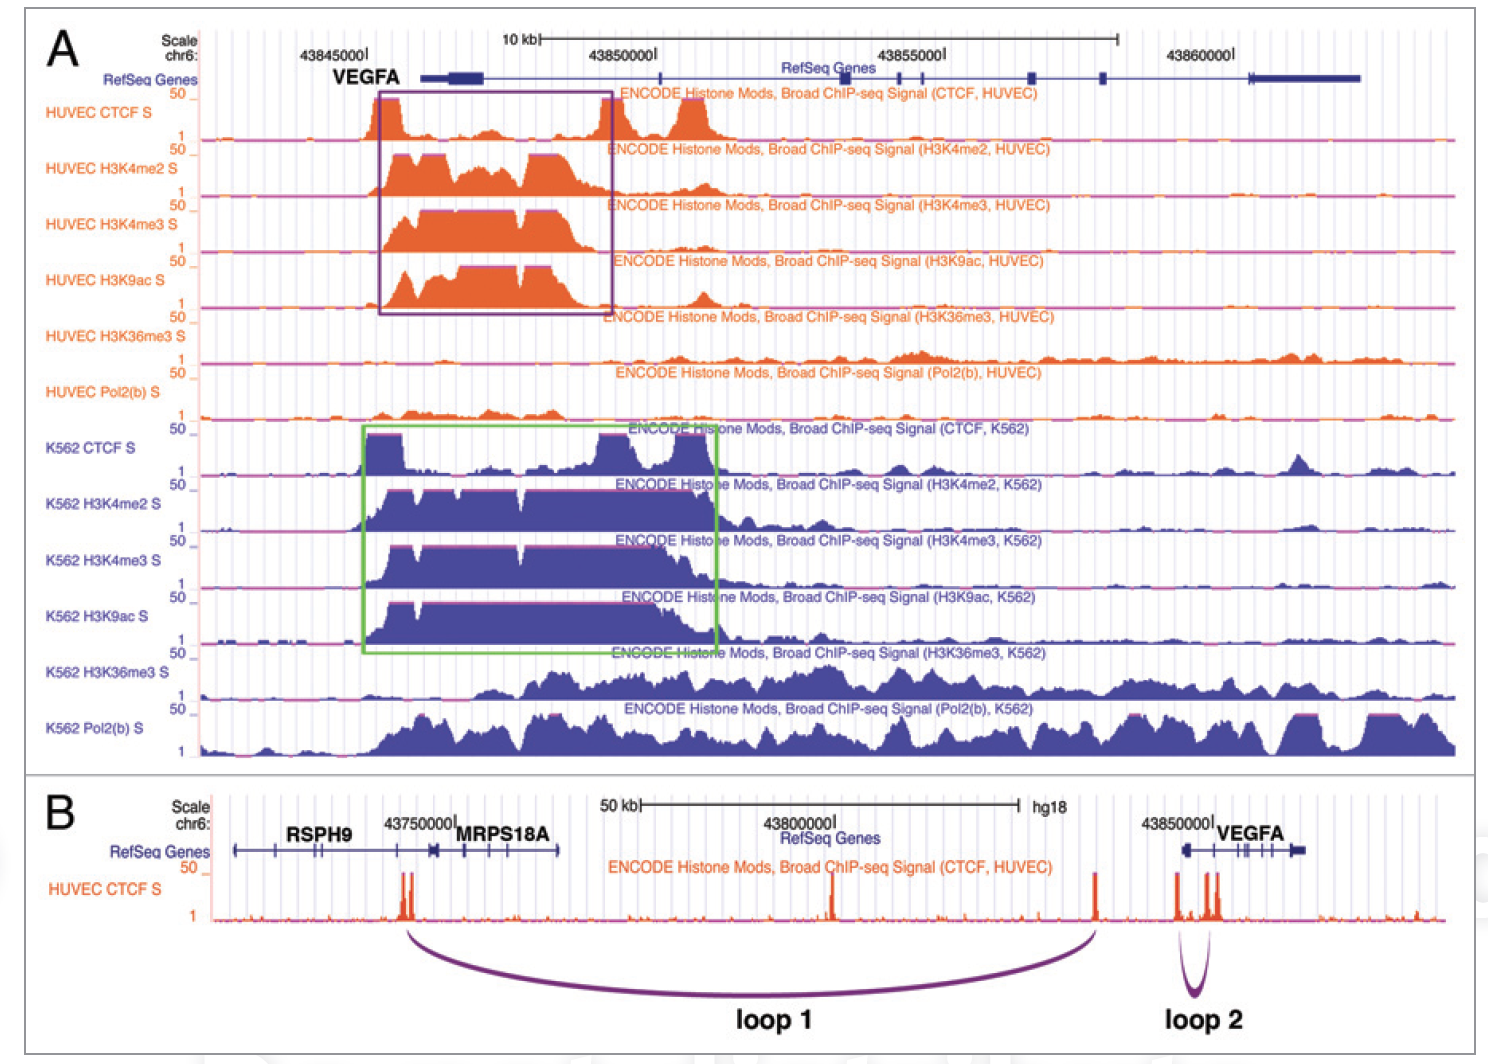 A
Scale
10 kb
chr6:
43845000
43850000
43855000
43860000
RefSeq Genes
VEGFA
RefSeq Genes
50
ENCODE Histone Mods, Broad ChIP-seq Signal (CTCF, HUVEC)
HUVEC CTCF S
1
50
ENCODE Histone Mods, Broad ChIP-seq Signal (H3K4me2, HUVEC)
HUVEC H3K4me2 S
1
50
ENCODE Histone Mods, Broad ChIP-seq Signal (H3K4me3, HUVEC)
HUVEC H3K4me3 S
1
50
ENCODE Histone Mods, Broad ChIP-seq Signal (H3K9ac, HUVEC)
HUVEC H3K9ac S
1
50
ENCODE Histone Mods, Broad ChIP-seq Signal (H3K36me3, HUVEC)
HUVEC H3K36me3 S
1
50
ENCODE Histone Mods, Broad ChIP-seq Signal (Pol2(b), HUVEC)
HUVEC Pol2(b) S
1
50
ENCODE Histone Mods, Broad ChIP-seq Signal (CTCF, K562)
K562 CTCF S
1
50
ENCODE Histone Mods, Broad ChIP-seq Signal (H3K4me2, K562)
K562 H3K4me2 S
1
50
ENCODE Histone Mods, Broad ChIP-seq Signal (H3K4me3, K562)
K562 H3K4me3 S
1
50
ENCODE Histone Mods, Broad ChIP-seq Signal (H3K9ac, K562)
K562 H3K9ac S
1
50
ENCODE Histone Mods, Broad ChIP-seq Signal (H3K36me3, K562)
K562 H3K36me3 S
1
50
ENCODE Histone Mods, Broad ChIP-seq Signal (Pol2(b), K562)
K562 Pol2(b) S
1
B
Scale
50 kb
hg18
chr6:
43750000
43800000
43850000
RSPH9
MRPS18A
RefSeq Genes
VEGFA
RefSeq Genes
50
ENCODE Histone Mods, Broad ChIP-seq Signal (CTCF, HUVEC)
HUVEC CTCF S
1
loop 1
loop 2